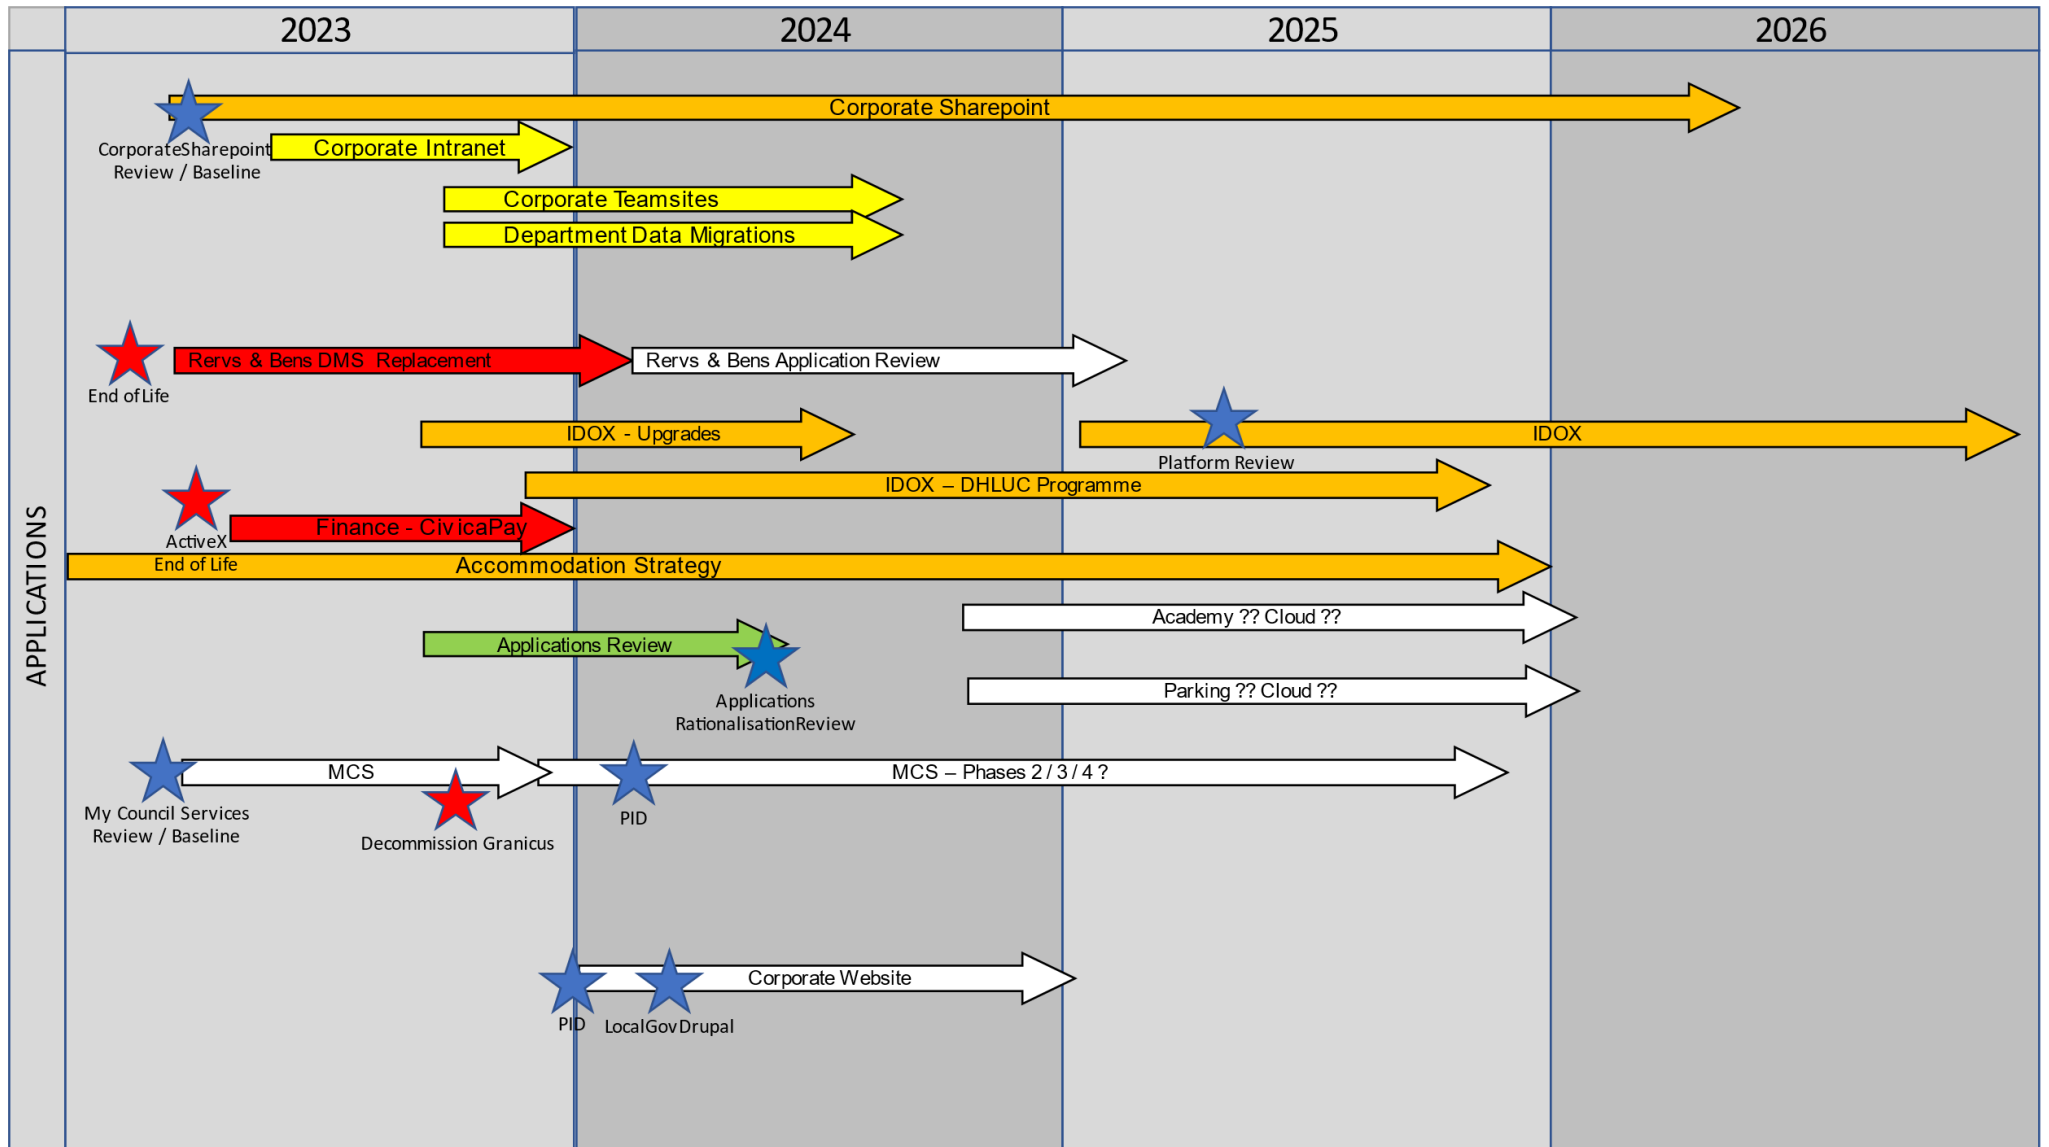 2023 2024 2025 2026
APPLICATIONS
Corporate Sharepoint
CorporateSharepoint
Review / Baseline
Corporate Intranet
Corporate Teamsites
Department Data Migrations
End of Life
Rervs & Bens DMS Replacement
Rervs & Bens Application Review
IDOX - Upgrades
IDOX
Platform Review
IDOX – DHLUC Programme
ActiveX
End of Life
Finance - CivicaPay
Accommodation Strategy
Academy ?? Cloud ??
Applications Review
Applications
RationalisationReview
Parking ?? Cloud ??
MCS
MCS – Phases 2 / 3 / 4 ?
My Council Services
Review / Baseline
Decommission Granicus
PID
Corporate Website
PID
LocalGovDrupal